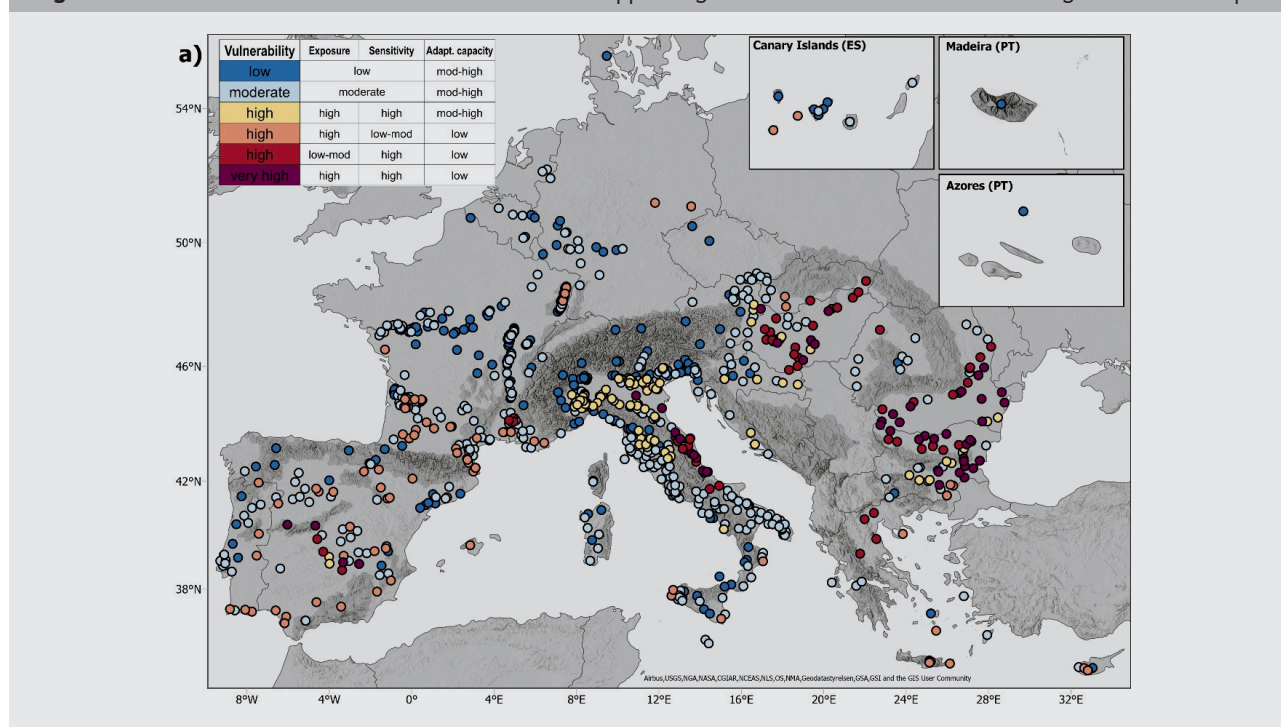 a)
Vulnerability Exposure Sensitivity Adapt. capacity
low low mod-high
moderate moderate mod-high
high high high mod-high
high high low-mod low
high low-mod high low
very high high high low
Canary Islands (ES)
Madeira (PT)
Azores (PT)
54°N
50°N
46°N
42°N
38°N
Airbus,USGS,NGA,NASA,CGIAR,NCEAS,NLS,OS,NMA,Geodatastyrelsen,GSA,GSI and the GIS User Community
8°W 4°W 0° 4°E 8°E 12°E 16°E 20°E 24°E 28°E 32°E